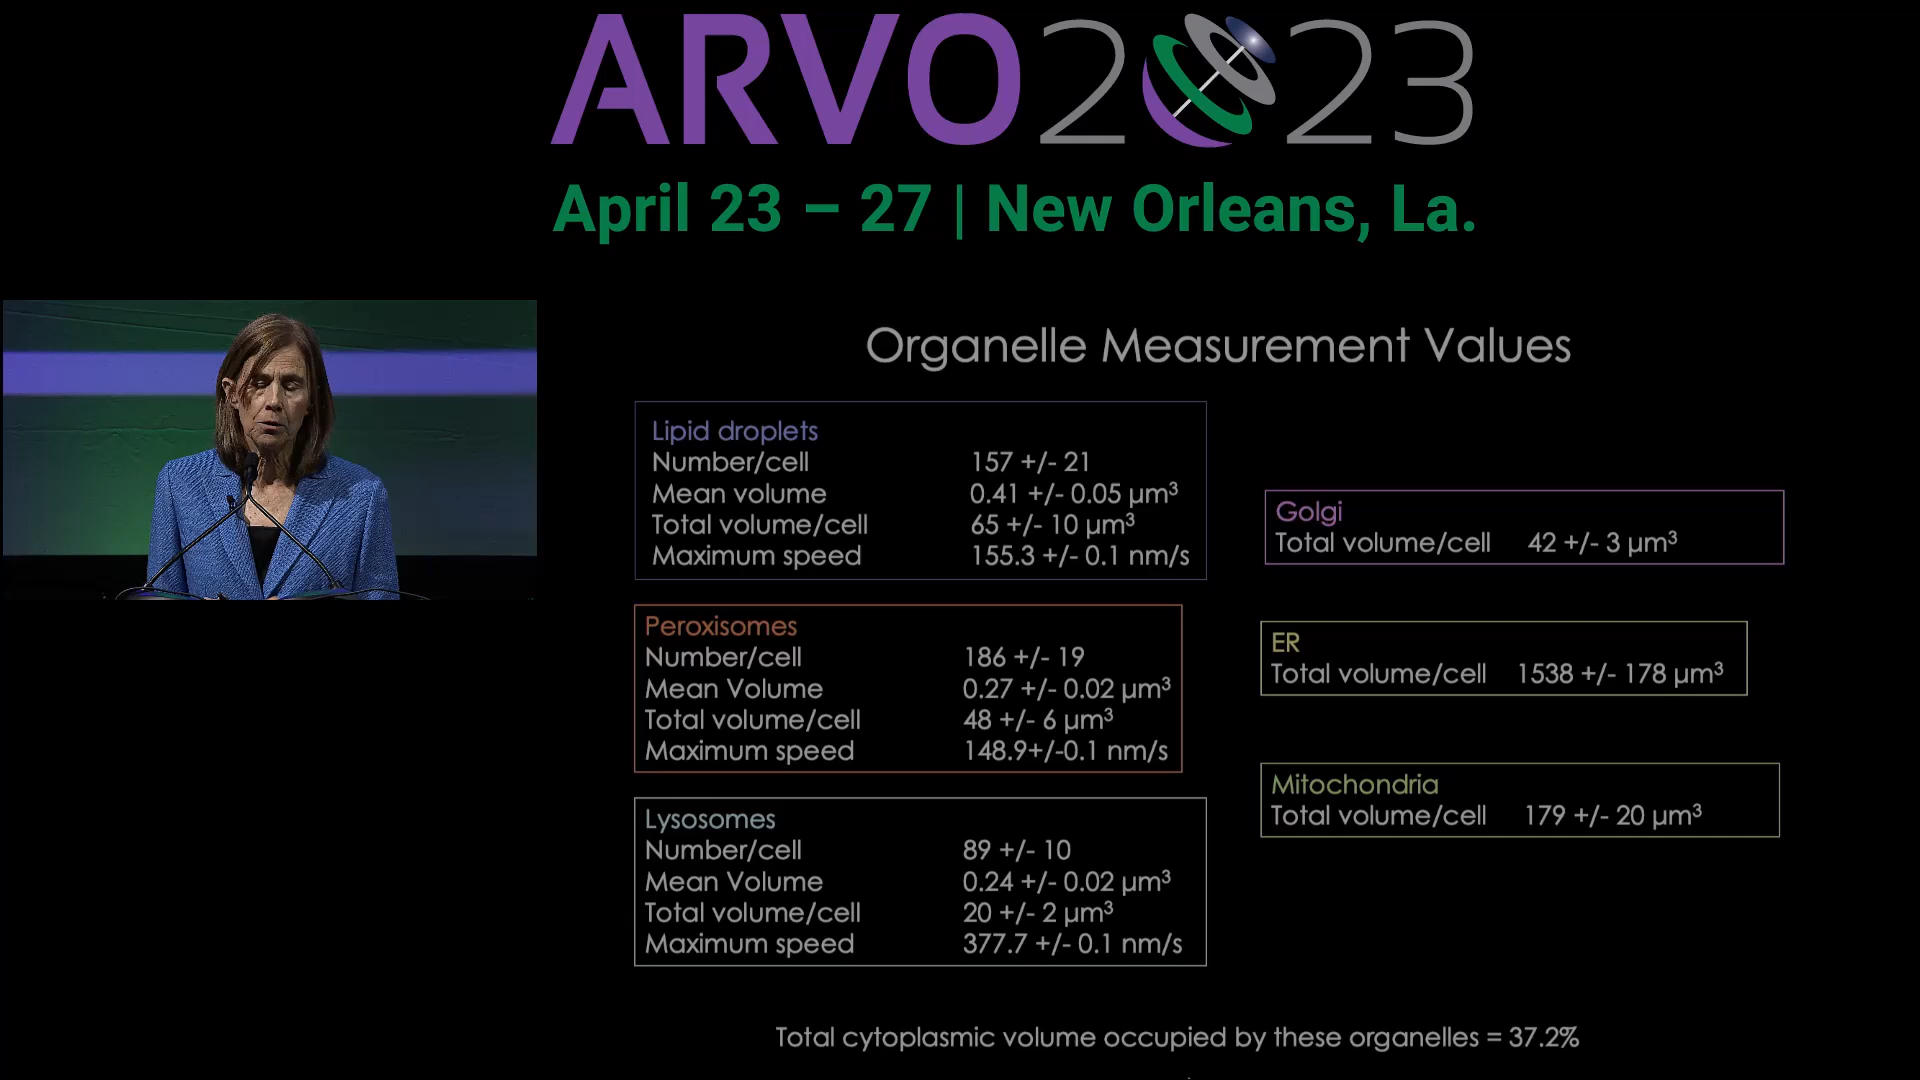 ARVO2023
April 23 – 27 | New Orleans, La.
Organelle Measurement Values
Lipid droplets
Number/cell 157 +/- 21
Mean volume 0.41 +/- 0.05 µm³
Total volume/cell 65 +/- 10 µm³
Maximum speed 155.3 +/- 0.1 nm/s
Peroxisomes
Number/cell 186 +/- 19
Mean Volume 0.27 +/- 0.02 µm³
Total volume/cell 48 +/- 6 µm³
Maximum speed 148.9+/-0.1 nm/s
Lysosomes
Number/cell 89 +/- 10
Mean Volume 0.24 +/- 0.02 µm³
Total volume/cell 20 +/- 2 µm³
Maximum speed 377.7 +/- 0.1 nm/s
Golgi
Total volume/cell 42 +/- 3 µm³
ER
Total volume/cell 1538 +/- 178 µm³
Mitochondria
Total volume/cell 179 +/- 20 µm³
Total cytoplasmic volume occupied by these organelles = 37.2%